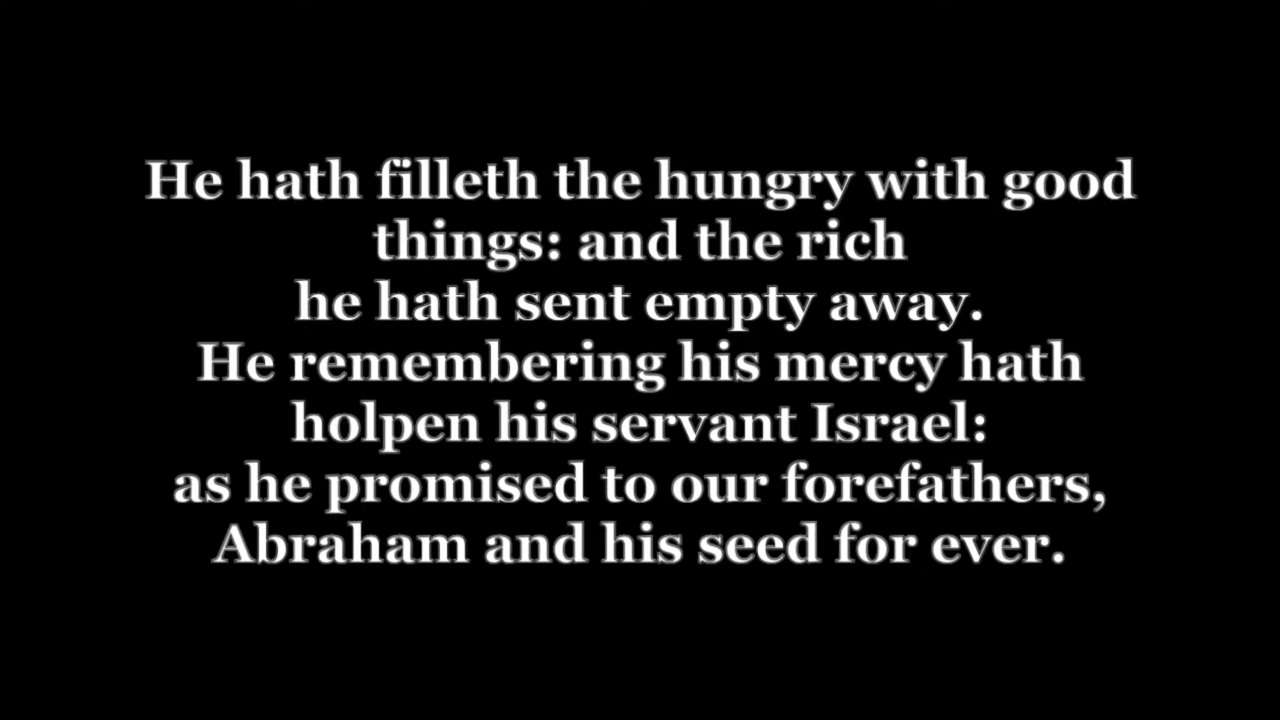 He hath filleth the hungry with good
things: and the rich
he hath sent empty away.
He remembering his mercy hath
holpen his servant Israel:
as he promised to our forefathers,
Abraham and his seed for ever.